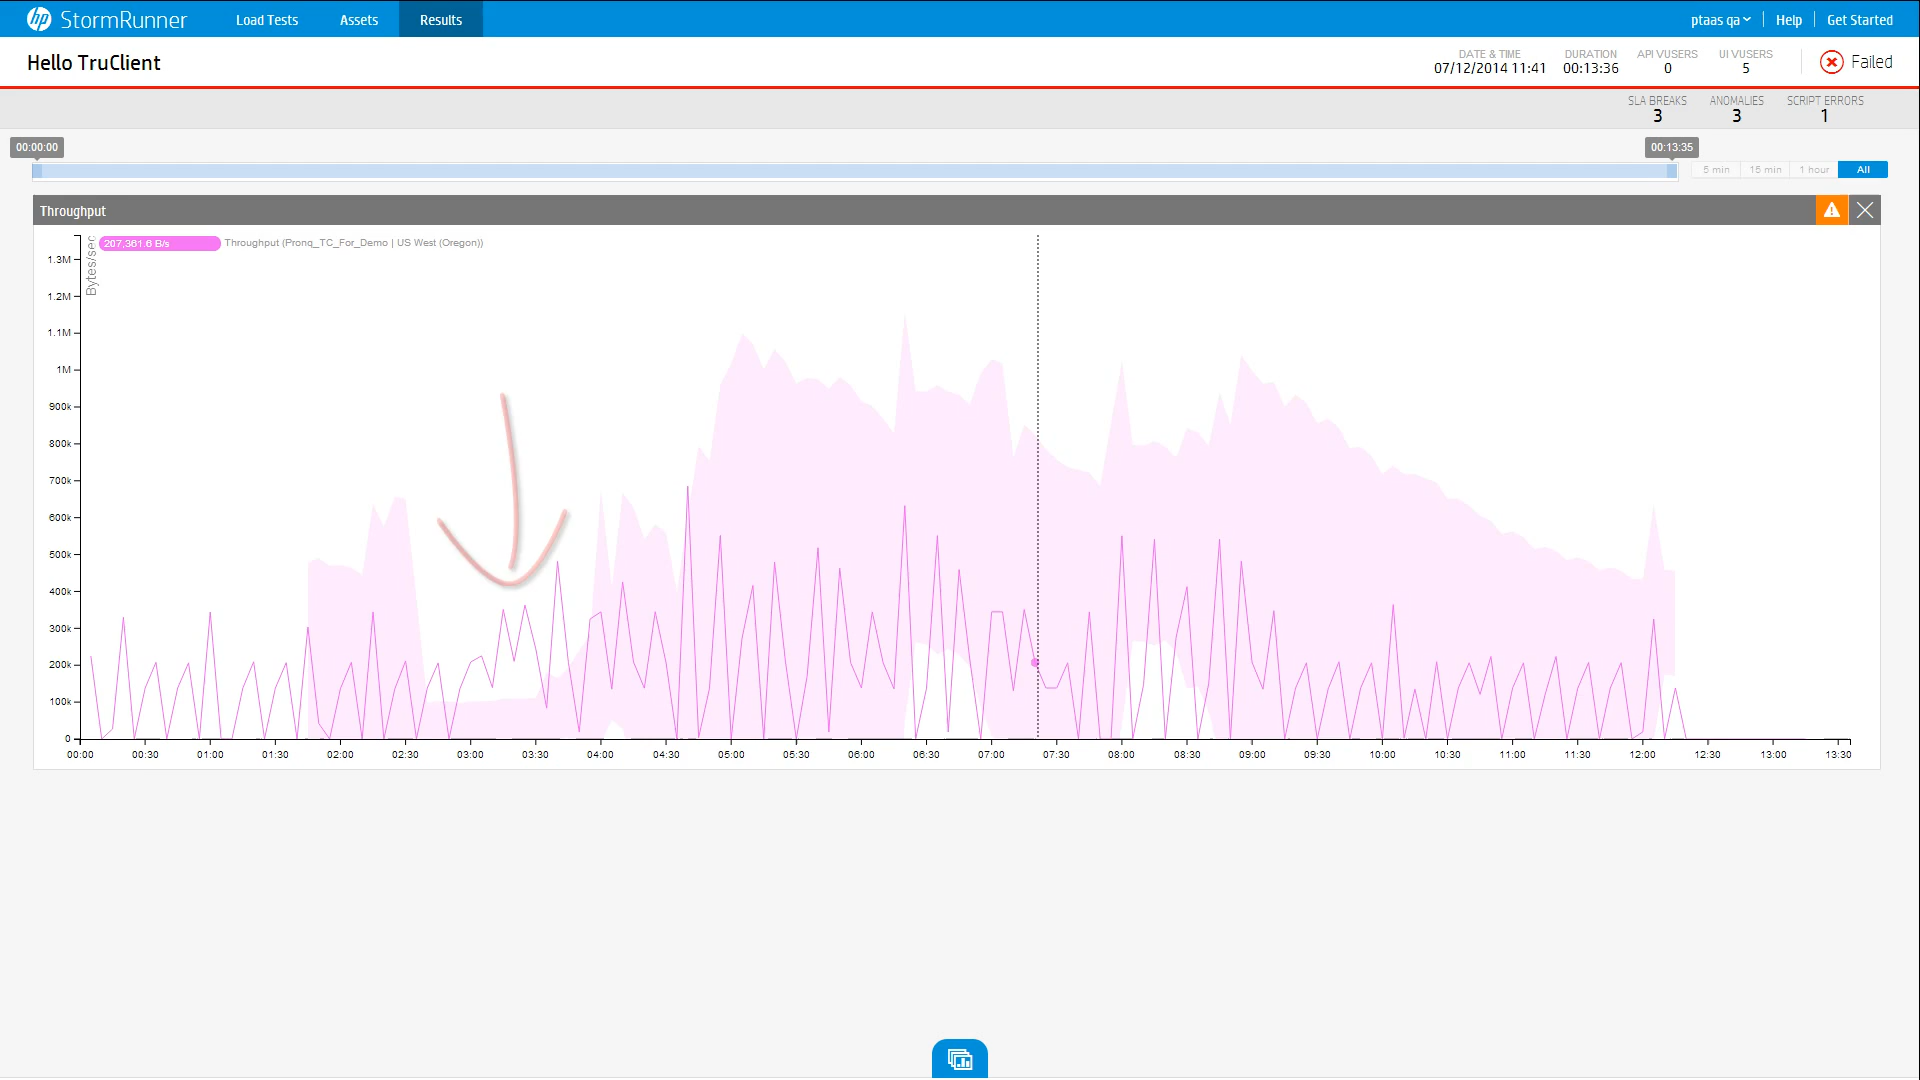 hp StormRunner Load Tests Assets Results ptaas qa Help Get Started
Hello TruClient
DATE & TIME DURATION API VUSERS UI VUSERS
07/12/2014 11:41 00:13:36 0 5 Failed
SLA BREAKS ANOMALIES SCRIPT ERRORS
3 3 1
00:00:00 00:13:35
5 min 15 min 1 hour All
Throughput
207,361.6 B/s Throughput (Pronq_TC_For_Demo | US West (Oregon))
Bytes/sec
1.3M
1.2M
1.1M
1M
900k
800k
700k
600k
500k
400k
300k
200k
100k
0
00:00 00:30 01:00 01:30 02:00 02:30 03:00 03:30 04:00 04:30 05:00 05:30 06:00 06:30 07:00 07:30 08:00 08:30 09:00 09:30 10:00 10:30 11:00 11:30 12:00 12:30 13:00 13:30